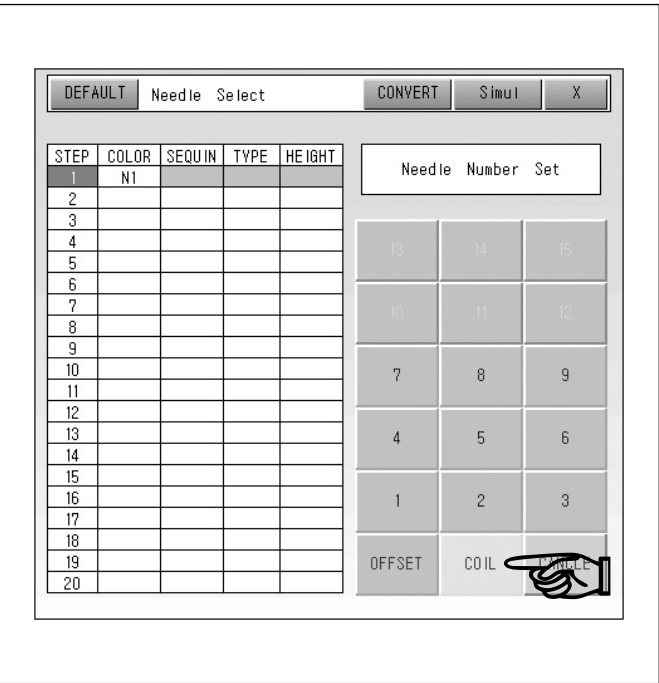 DEFAULT Needle Select CONVERT Simul X
STEP COLOR SEQUIN TYPE HEIGHT
Needle Number Set
1 N1
2
3
4
5
6
7
8
9
10
11
12
13
14
15
16
17
18
19
20
13 14 15
10 11 12
7 8 9
4 5 6
1 2 3
OFFSET COIL CANCLE